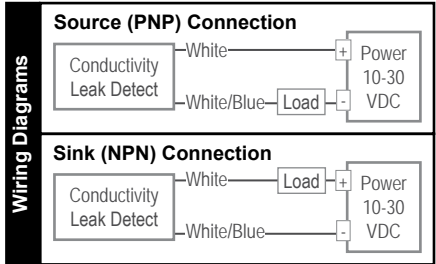 Wiring Diagrams
Source (PNP) Connection
Conductivity
Leak Detect
White
White/Blue
Load
+
-
Power
10-30
VDC
Sink (NPN) Connection
Conductivity
Leak Detect
White
Load
White/Blue
+
-
Power
10-30
VDC